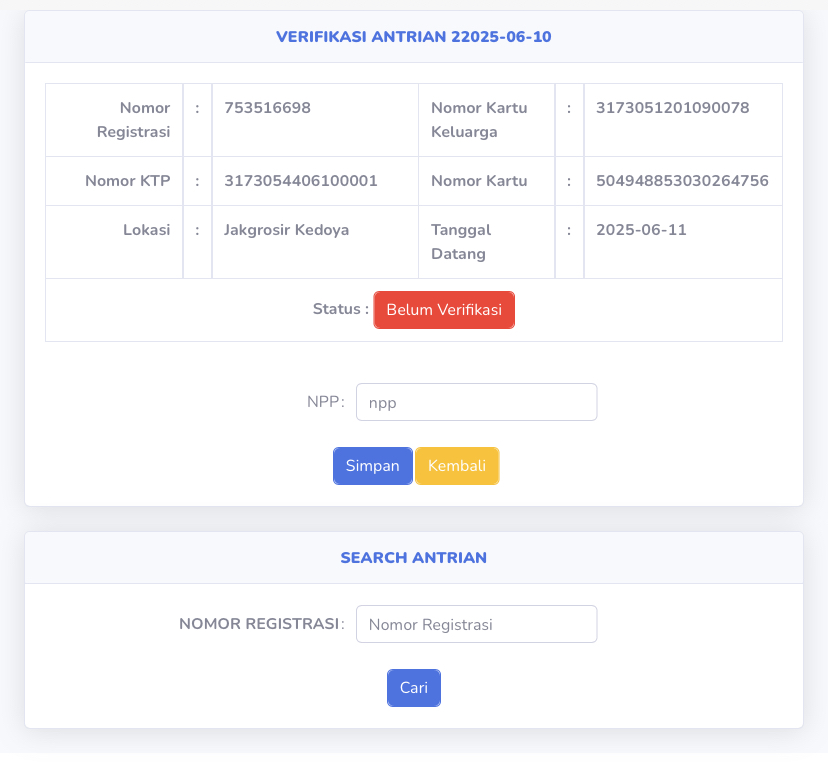 VERIFIKASI ANTRIAN 22025-06-10
Nomor Registrasi : 753516698 Nomor Kartu Keluarga : 3173051201090078
Nomor KTP : 3173054406100001 Nomor Kartu : 504948853030264756
Lokasi : Jakgrosir Kedoya Tanggal Datang : 2025-06-11
Status : Belum Verifikasi
NPP: npp
Simpan Kembali
SEARCH ANTRIAN
NOMOR REGISTRASI: Nomor Registrasi
Cari